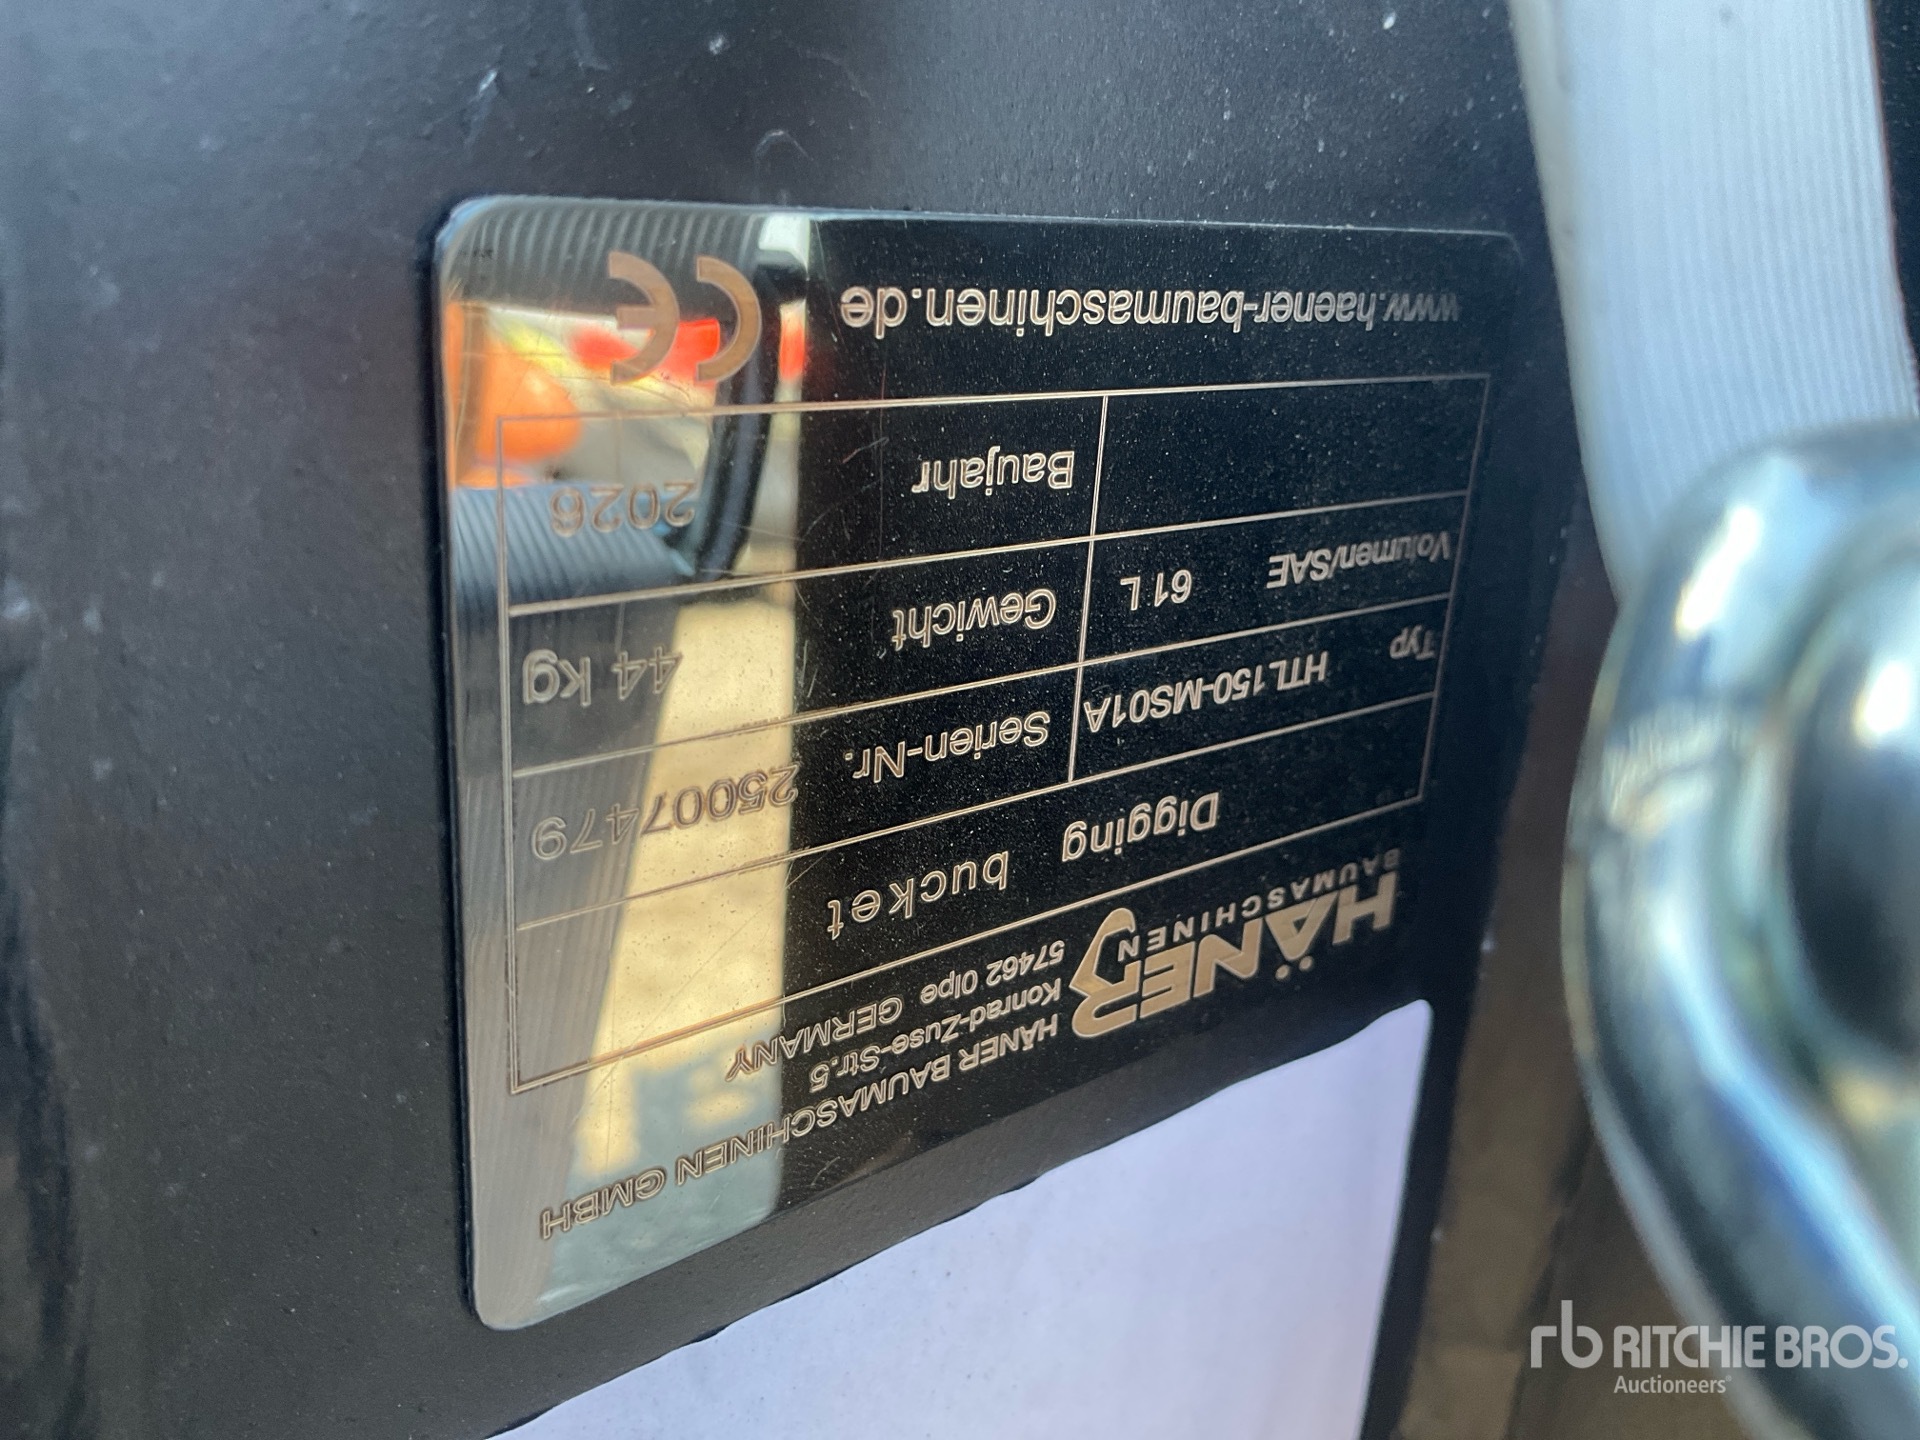 HÄNER
BAUMASCHINEN
HÄNER BAUMASCHINEN GMBH
Konrad-Zuse-Str.5
57462 Olpe GERMANY
Digging bucket
Typ HTL150-MS01A Serien-Nr. 25007479
Volumen/SAE 61 L Gewicht 44 kg
Baujahr 2026
www.haener-baumaschinen.de CE
rb RITCHIE BROS.
Auctioneers